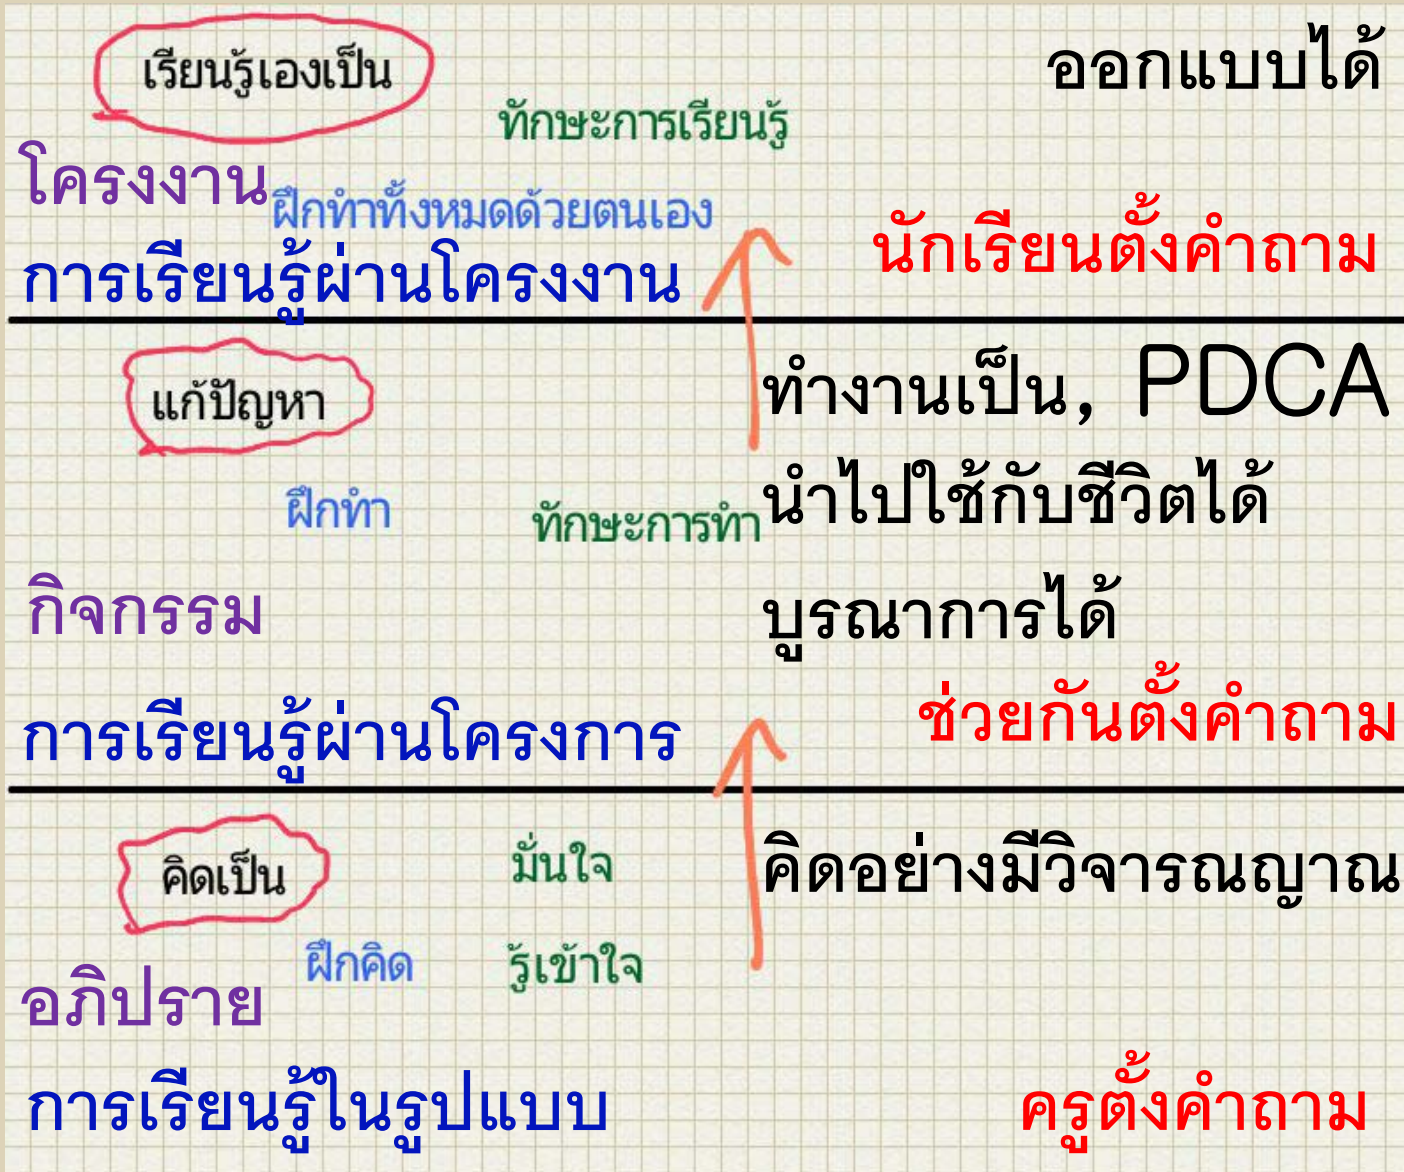 เรียนรู้เองเป็น
ออกแบบได้
ทักษะการเรียนรู้
โครงงาน
ฝึกทำทั้งหมดด้วยตนเอง
นักเรียนตั้งคำถาม
การเรียนรู้ผ่านโครงงาน
แก้ปัญหา
ทำงานเป็น, PDCA
ฝึกทำ
ทักษะการทำ
นำไปใช้กับชีวิตได้
กิจกรรม
บูรณาการได้
การเรียนรู้ผ่านโครงการ
ช่วยกันตั้งคำถาม
คิดเป็น
มั่นใจ
คิดอย่างมีวิจารณญาณ
ฝึกคิด
รู้เข้าใจ
อภิปราย
การเรียนรู้ในรูปแบบ
ครูตั้งคำถาม